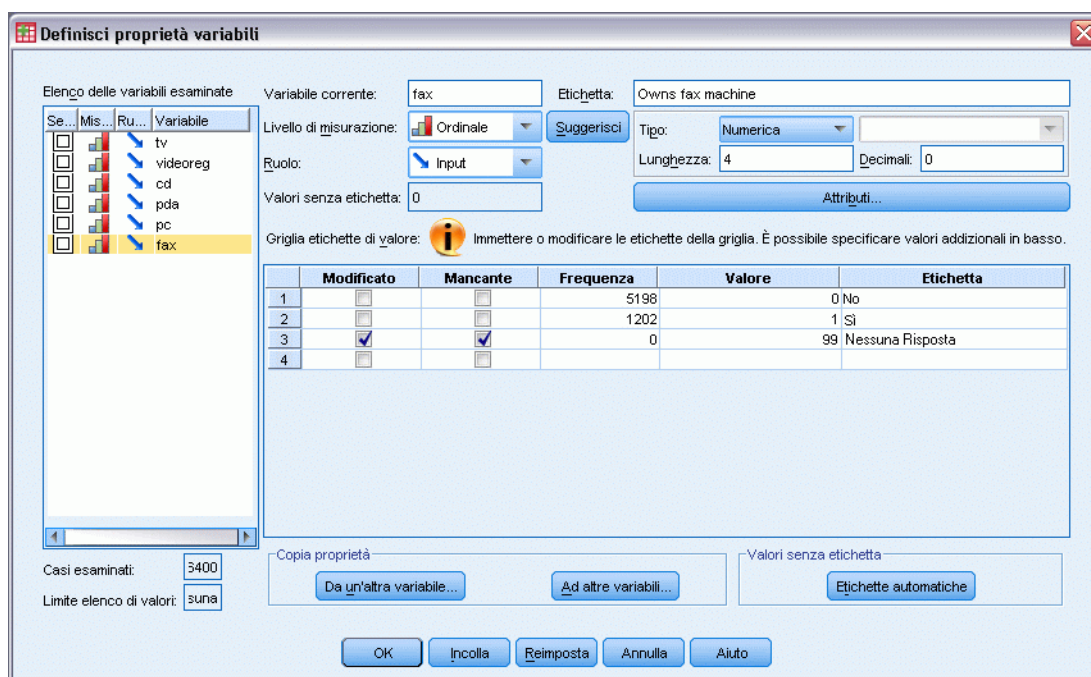 Definisci proprietà variabili
Elenco delle variabili esaminate
Se... Mis... Ru... Variabile
tv
videoreg
cd
pda
pc
fax
Casi esaminati: 6400
Limite elenco di valori: suna
Variabile corrente: fax
Etichetta: Owns fax machine
Livello di misurazione: Ordinale
Suggerisci
Tipo: Numerica
Ruolo: Input
Lunghezza: 4
Decimali: 0
Valori senza etichetta: 0
Attributi...
Griglia etichette di valore: Immettere o modificare le etichette della griglia. È possibile specificare valori addizionali in basso.
Modificato Mancante Frequenza Valore Etichetta
1 5198 0 No
2 1202 1 Sì
3 0 99 Nessuna Risposta
4
Copia proprietà
Da un'altra variabile...
Ad altre variabili...
Valori senza etichetta
Etichette automatiche
OK
Incolla
Reimposta
Annulla
Aiuto